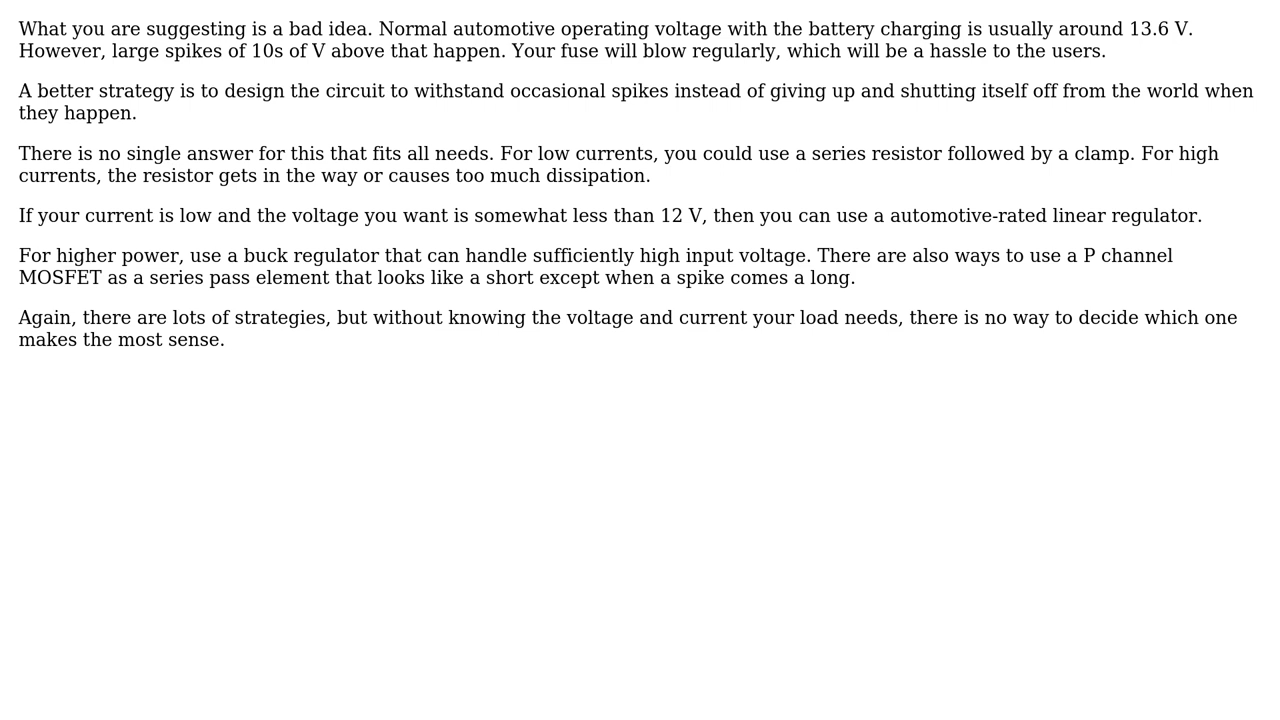 What you are suggesting is a bad idea. Normal automotive operating voltage with the battery charging is usually around 13.6 V.
However, large spikes of 10s of V above that happen. Your fuse will blow regularly, which will be a hassle to the users.
A better strategy is to design the circuit to withstand occasional spikes instead of giving up and shutting itself off from the world when
they happen.
There is no single answer for this that fits all needs. For low currents, you could use a series resistor followed by a clamp. For high
currents, the resistor gets in the way or causes too much dissipation.
If your current is low and the voltage you want is somewhat less than 12 V, then you can use a automotive-rated linear regulator.
For higher power, use a buck regulator that can handle sufficiently high input voltage. There are also ways to use a P channel
MOSFET as a series pass element that looks like a short except when a spike comes a long.
Again, there are lots of strategies, but without knowing the voltage and current your load needs, there is no way to decide which one
makes the most sense.